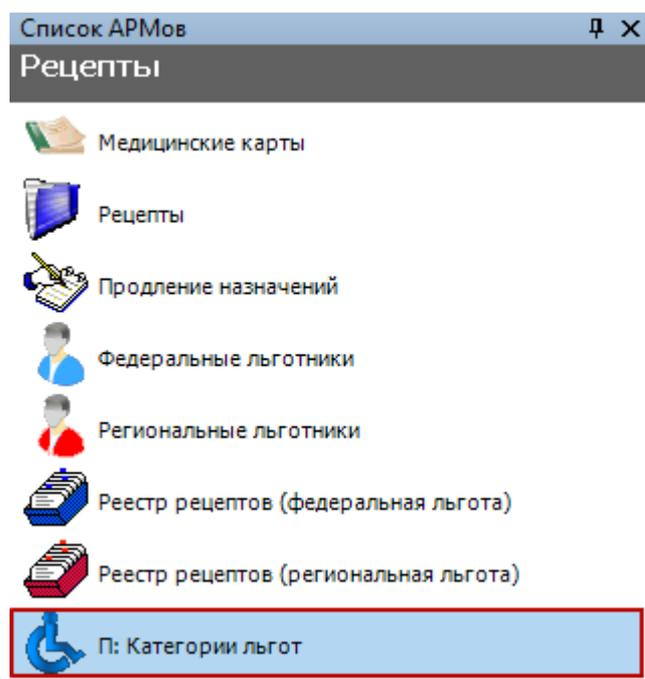 Список АРМов
Рецепты
Медицинские карты
Рецепты
Продление назначений
Федеральные льготники
Региональные льготники
Реестр рецептов (федеральная льгота)
Реестр рецептов (региональная льгота)
П: Категории льгот